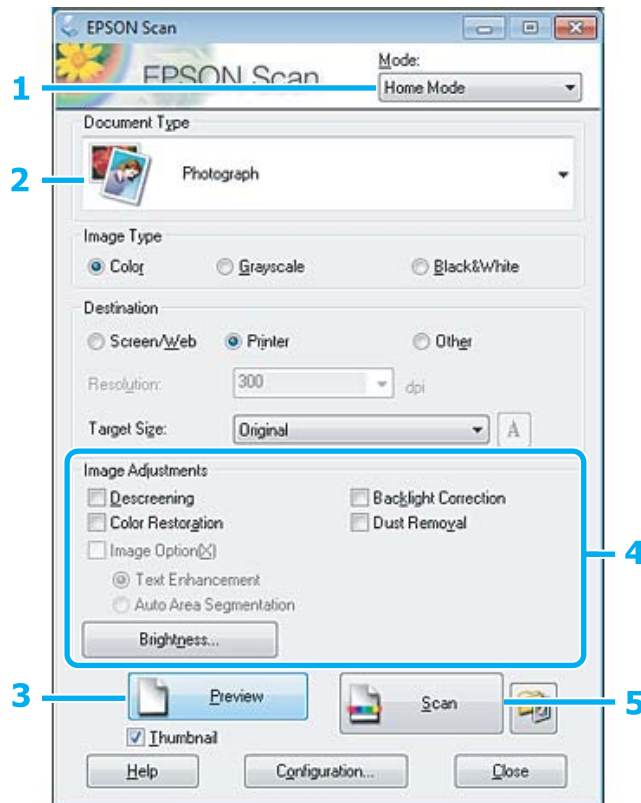 EPSON Scan
EPSON Scan
Mode:
1
Home Mode
Document Type
2
Photograph
Image Type
Color Grayscale Black&White
Destination
Screen/Web Printer Other
Resolution: 300 dpi
Target Size: Original A
Image Adjustments
Descreening Backlight Correction
Color Restoration Dust Removal
Image Option(X)
4
Text Enhancement
Auto Area Segmentation
Brightness...
3 Preview Scan 5
Thumbnail
Help Configuration... Close